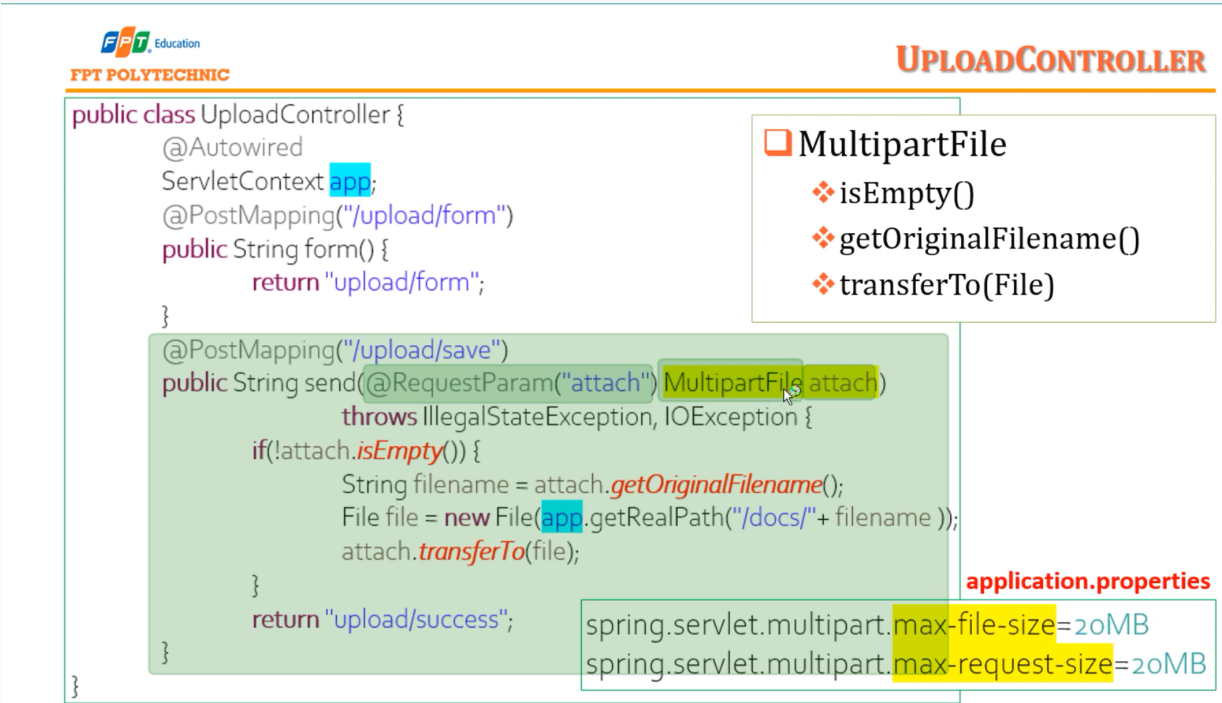 FPT Education
FPT POLYTECHNIC
UPLOADCONTROLLER
public class UploadController {
@Autowired
ServletContext app;
@PostMapping("/upload/form")
public String form() {
return "upload/form";
}
@PostMapping("/upload/save")
public String send(@RequestParam("attach") MultipartFile attach)
throws IllegalStateException, IOException {
if(!attach.isEmpty()) {
String filename = attach.getOriginalFilename();
File file = new File(app.getRealPath("/docs/"+ filename ));
attach.transferTo(file);
}
return "upload/success";
}
}
MultipartFile
isEmpty()
getOriginalFilename()
transferTo(File)
application.properties
spring.servlet.multipart.max-file-size=20MB
spring.servlet.multipart.max-request-size=20MB